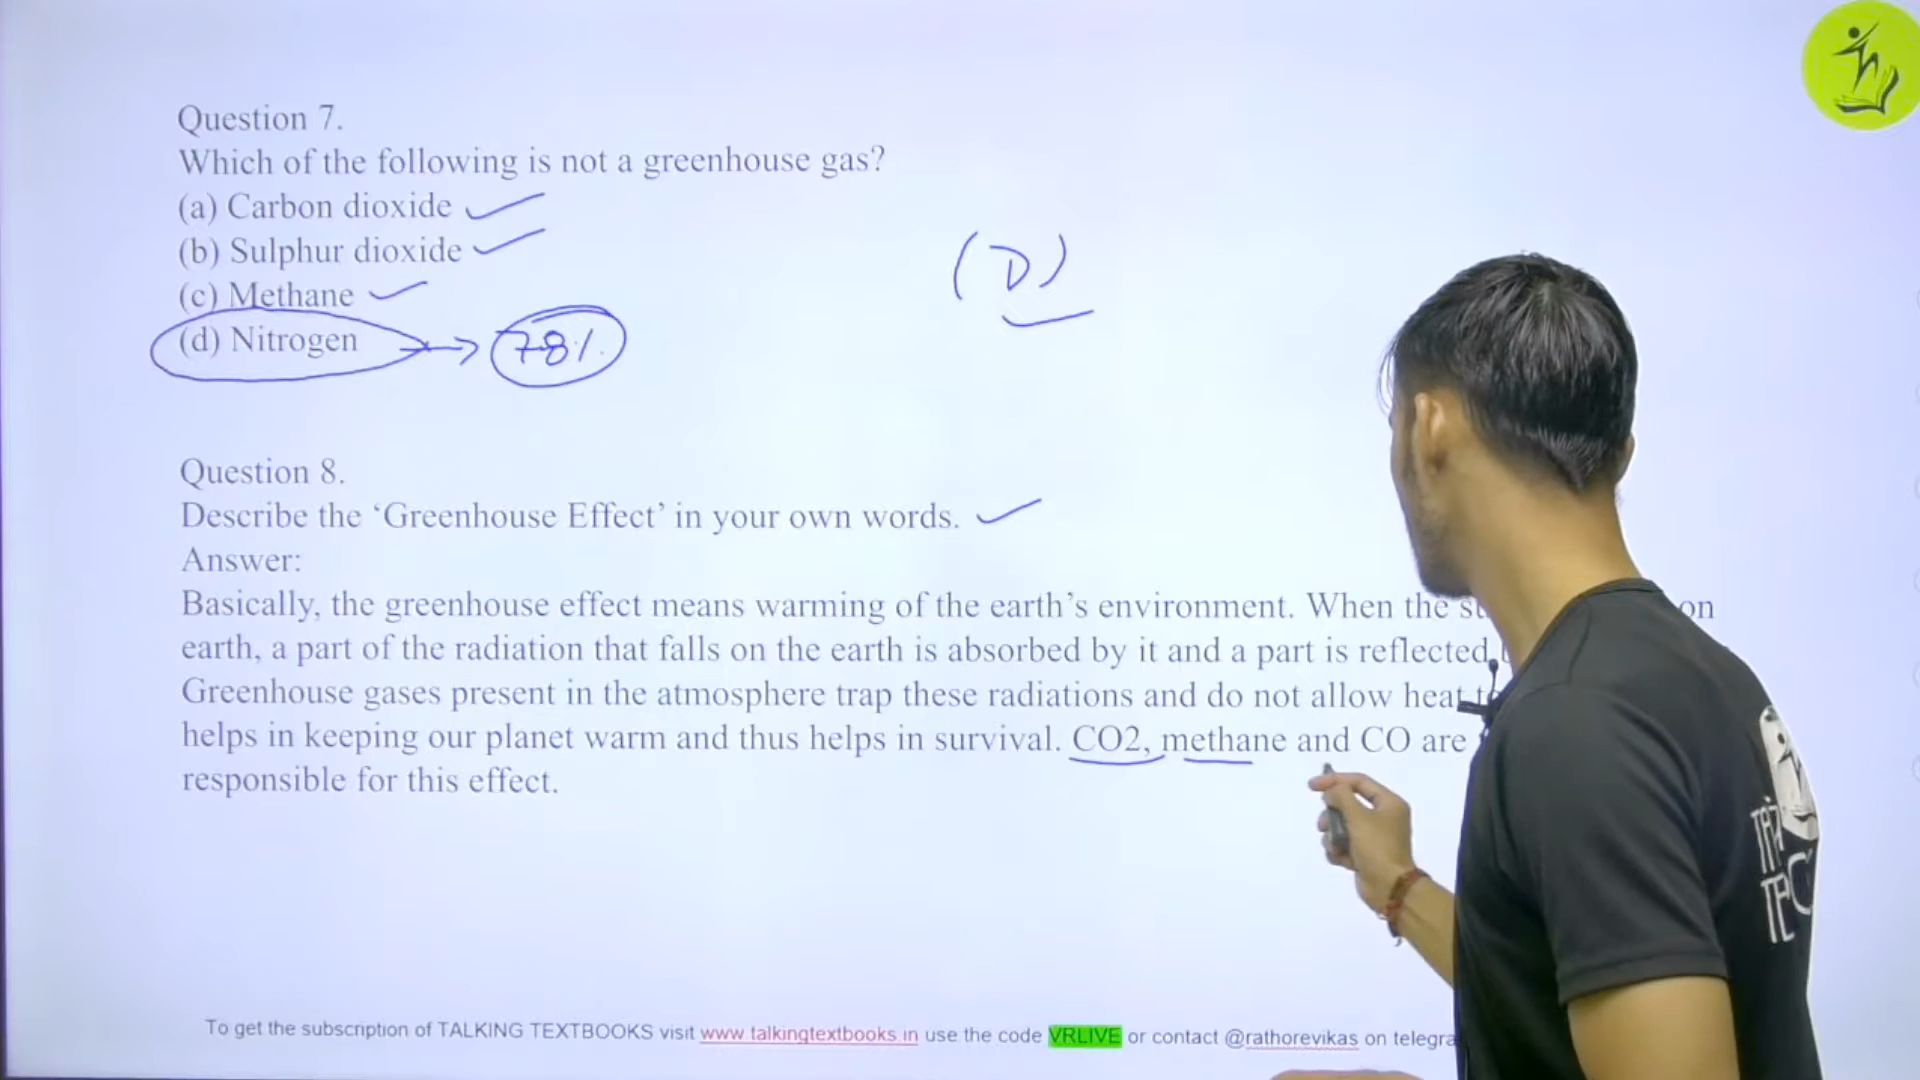 Question 7.
Which of the following is not a greenhouse gas?
(a) Carbon dioxide
(b) Sulphur dioxide
(c) Methane
(d) Nitrogen → 78%
(D)
Question 8.
Describe the ‘Greenhouse Effect’ in your own words.
Answer:
Basically, the greenhouse effect means warming of the earth’s environment. When the on
earth, a part of the radiation that falls on the earth is absorbed by it and a part is reflected
Greenhouse gases present in the atmosphere trap these radiations and do not allow heat
helps in keeping our planet warm and thus helps in survival. CO2, methane and CO are
responsible for this effect.
To get the subscription of TALKING TEXTBOOKS visit www.talkingtextbooks.in use the code VRLIVE or contact @rathorevikas on telegra